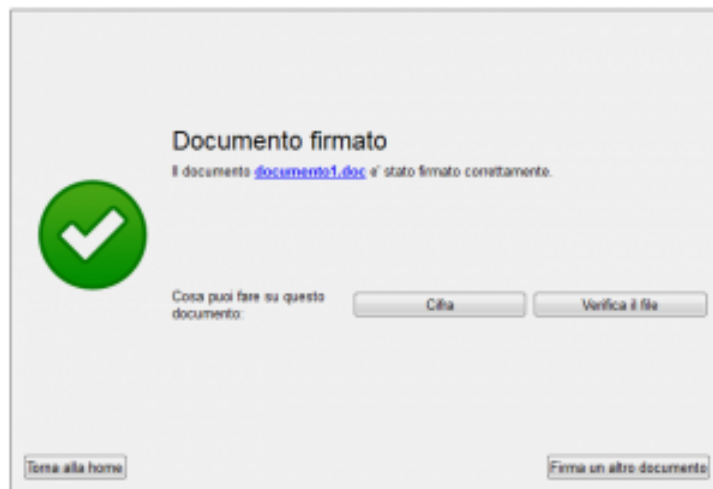 Documento firmato
Il documento documento1.doc e' stato firmato correttamente.
Cosa puoi fare su questo
documento:
Cifra
Verifica il file
Torna alla home
Firma un altro documento